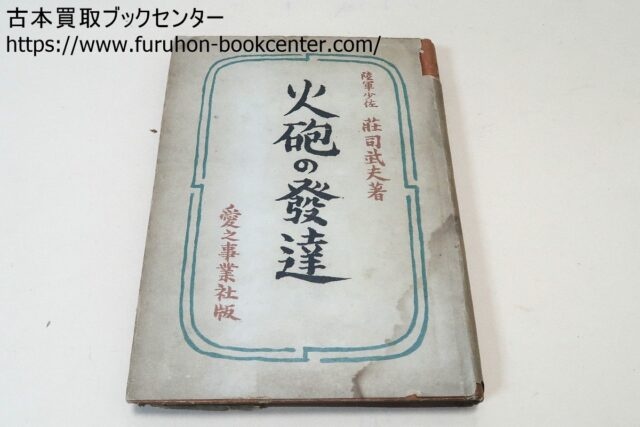 古本買取ブックセンター
https://www.furuhon-bookcenter.com/
陸軍少佐 莊司武夫著
火砲の發達
愛之事業社版